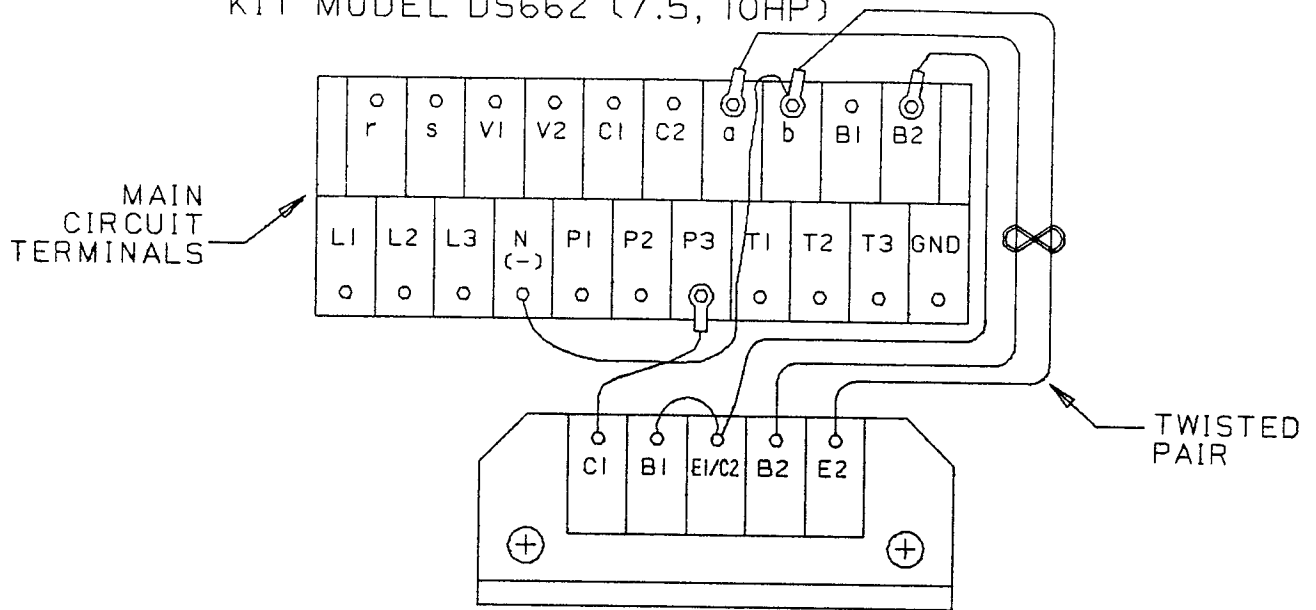 KIT MODEL DS662 (7.5, 10HP)
r s V1 V2 C1 C2 a b B1 B2
MAIN
CIRCUIT
TERMINALS
L1 L2 L3 N (-) P1 P2 P3 T1 T2 T3 GND
C1 B1 E1/C2 B2 E2
TWISTED
PAIR